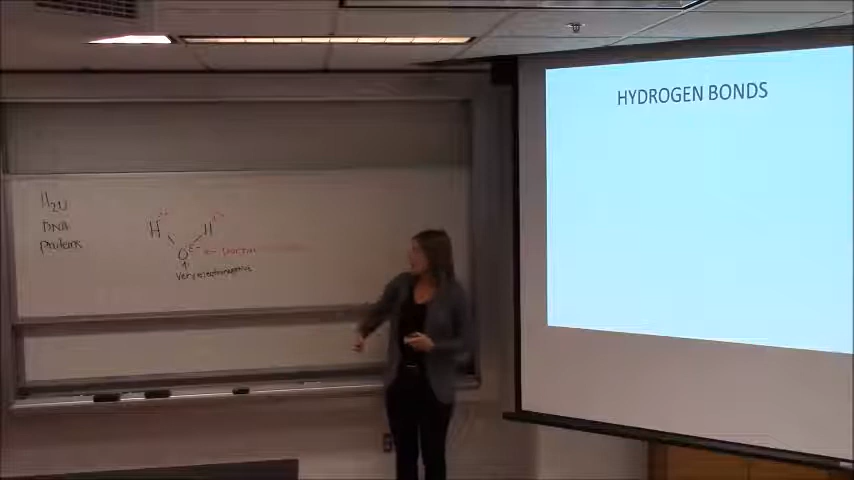 HYDROGEN BONDS
H2O
DNA
Proteins
H H
O
very electronegative